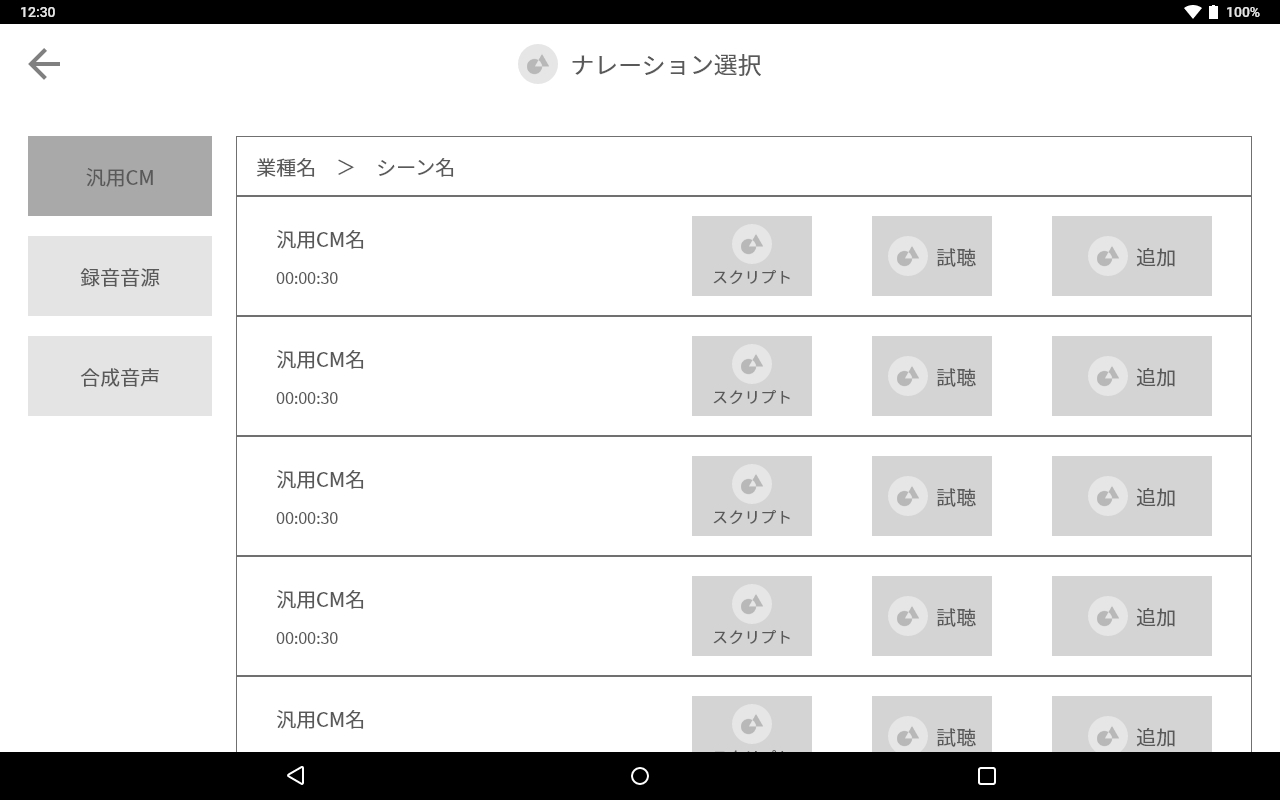 12:30
100%
ナレーション選択
汎用CM
録音音源
合成音声
業種名 ＞ シーン名
汎用CM名
00:00:30
スクリプト
試聴
追加
汎用CM名
00:00:30
スクリプト
試聴
追加
汎用CM名
00:00:30
スクリプト
試聴
追加
汎用CM名
00:00:30
スクリプト
試聴
追加
汎用CM名
試聴
追加